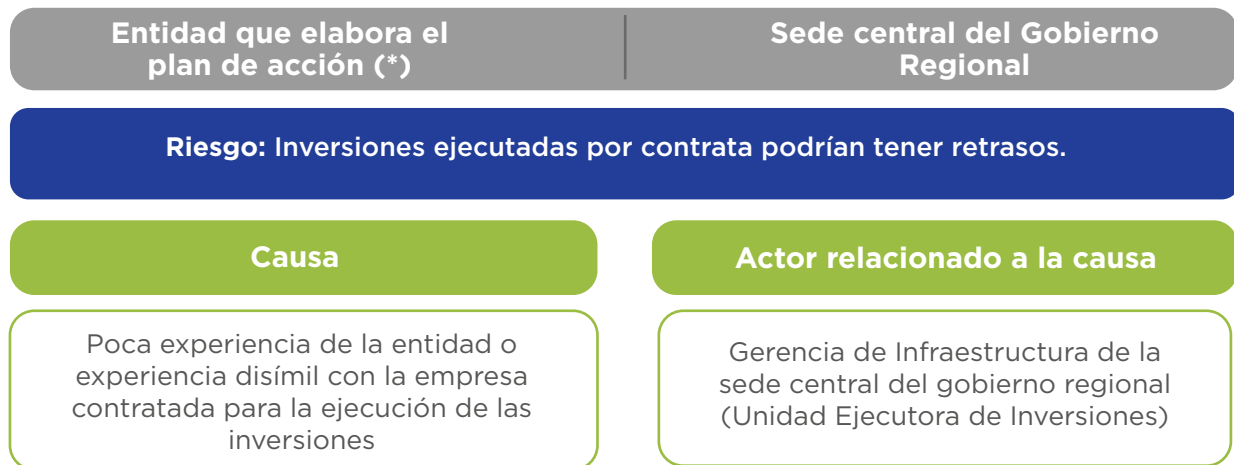 Entidad que elabora el
plan de acción (*)
Sede central del Gobierno
Regional
Riesgo: Inversiones ejecutadas por contrata podrían tener retrasos.
Causa
Actor relacionado a la causa
Poca experiencia de la entidad o
experiencia disímil con la empresa
contratada para la ejecución de las
inversiones
Gerencia de Infraestructura de la
sede central del gobierno regional
(Unidad Ejecutora de Inversiones)